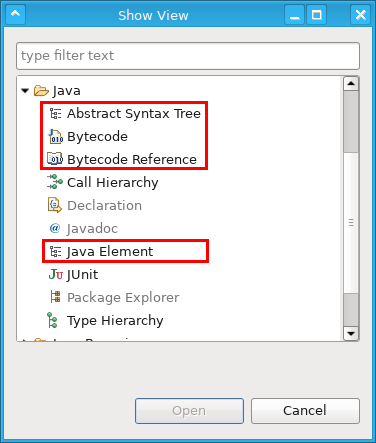 Show View
type filter text
Java
Abstract Syntax Tree
Bytecode
Bytecode Reference
Call Hierarchy
Declaration
@ Javadoc
Java Element
JU JUnit
Package Explorer
Type Hierarchy
Open
Cancel